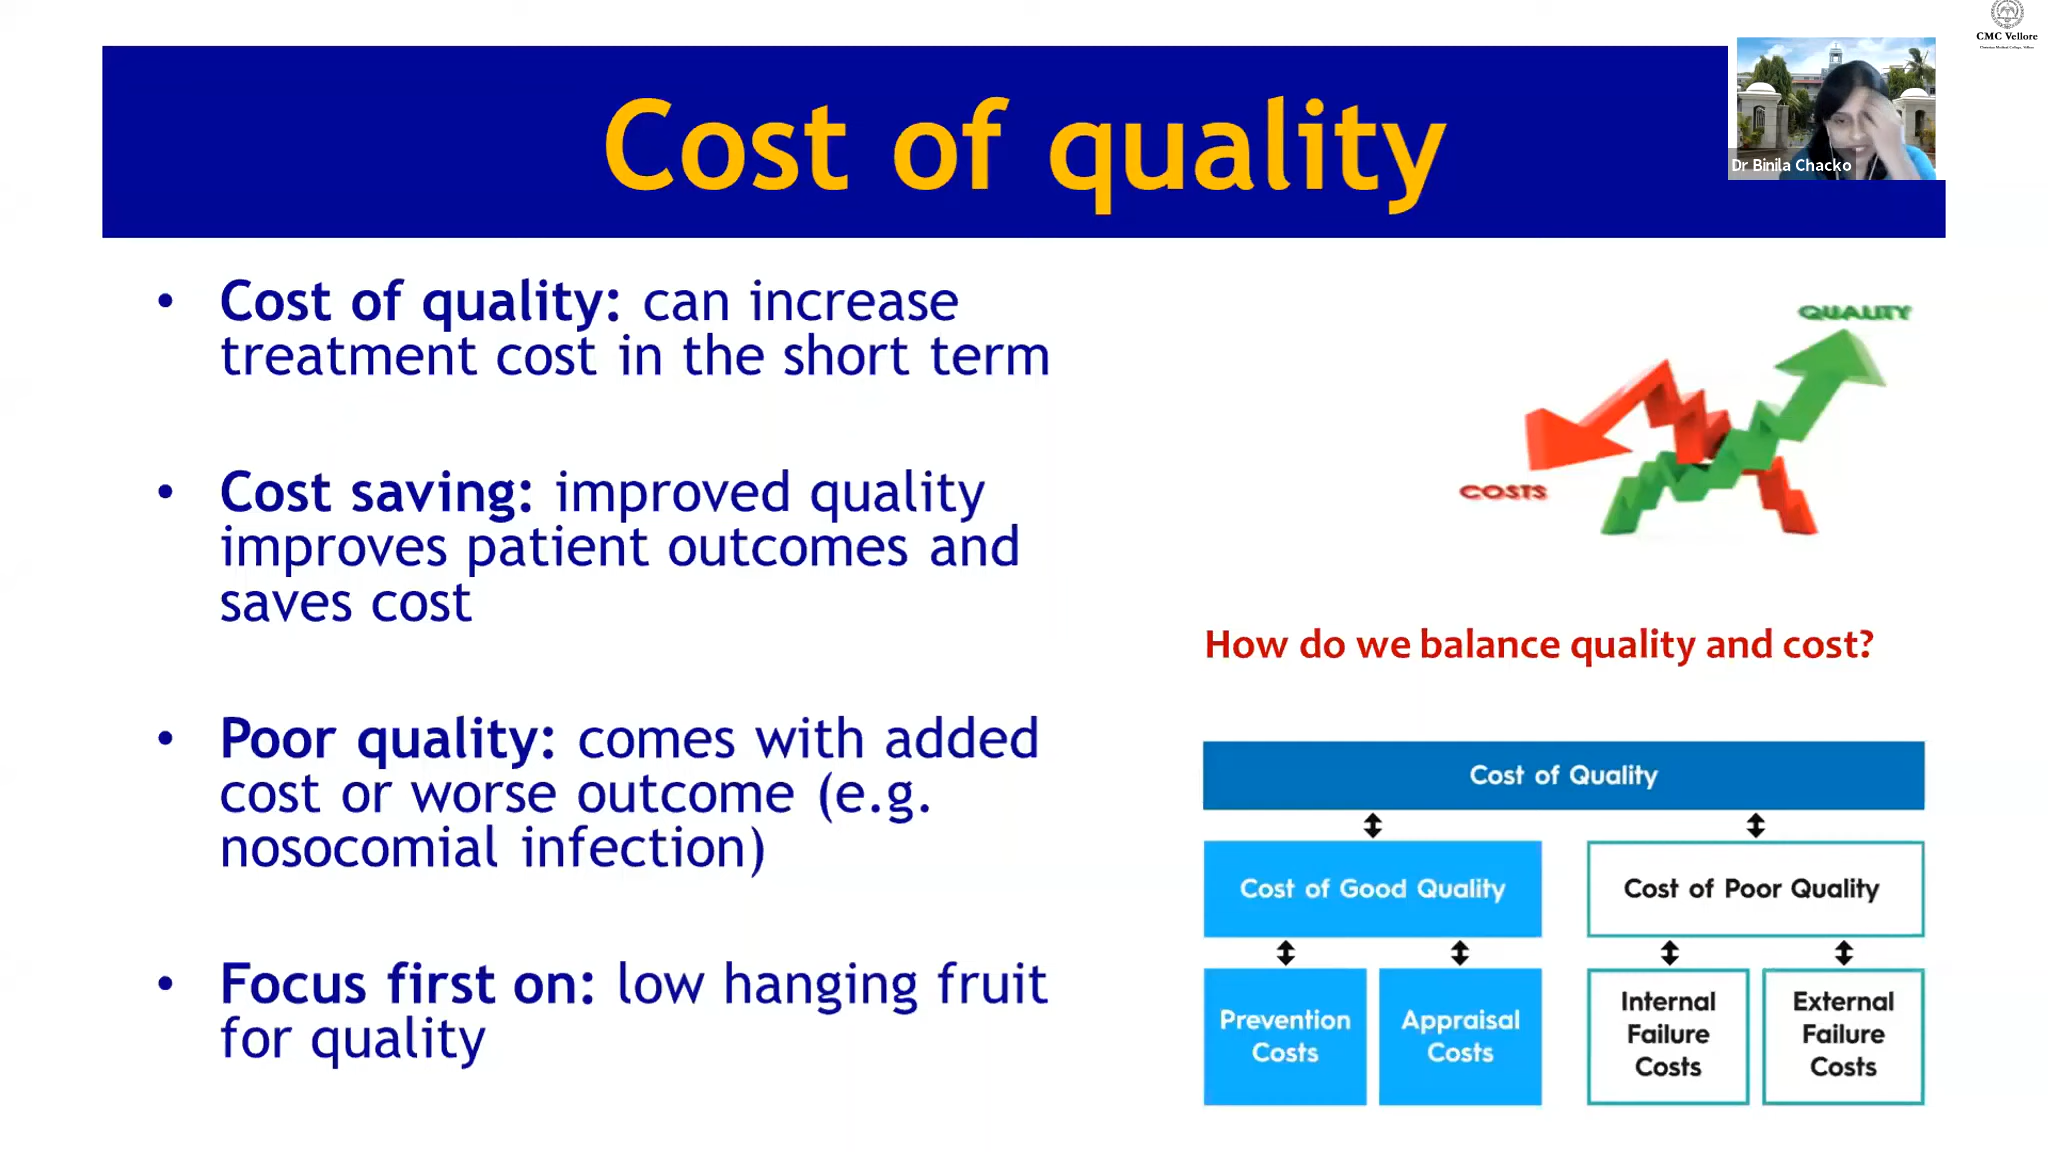 CMC Vellore
Christian Medical College, Vellore
Cost of quality
Dr Binila Chacko
• Cost of quality: can increase
treatment cost in the short term
• Cost saving: improved quality
improves patient outcomes and
saves cost
• Poor quality: comes with added
cost or worse outcome (e.g.
nosocomial infection)
• Focus first on: low hanging fruit
for quality
QUALITY
COSTS
How do we balance quality and cost?
Cost of Quality
Cost of Good Quality
Cost of Poor Quality
Prevention
Costs
Appraisal
Costs
Internal
Failure
Costs
External
Failure
Costs